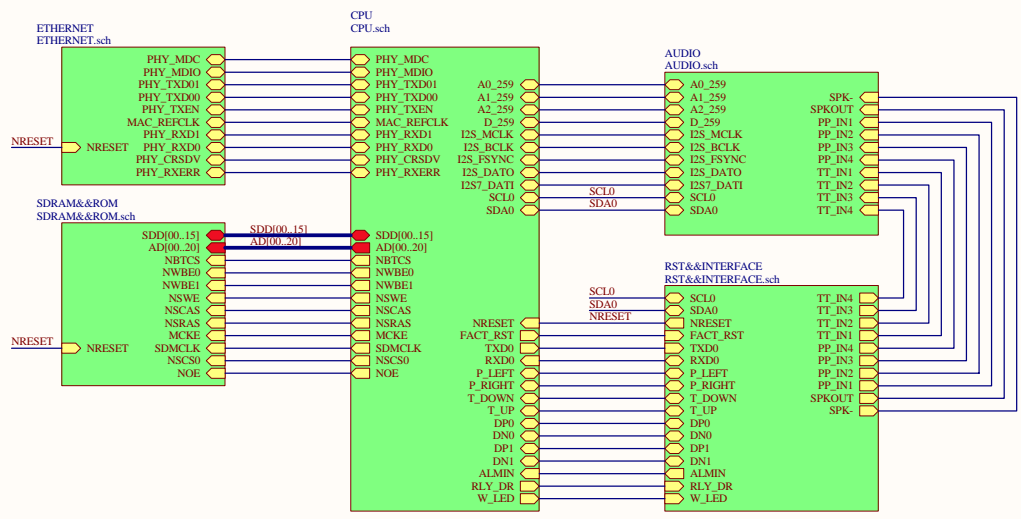 ETHERNET
ETHERNET.sch
PHY_MDC
PHY_MDIO
PHY_TXD01
PHY_TXD00
PHY_TXEN
MAC_REFCLK
PHY_RXD1
NRESET
NRESET
PHY_RXD0
PHY_CRSDV
PHY_RXERR
SDRAM&&ROM
SDRAM&&ROM.sch
SDD[00..15]
AD[00..20]
NBTCS
NWBE0
NWBE1
NSWE
NSCAS
NSRAS
MCKE
NRESET
NRESET
SDMCLK
NSCS0
NOE
SDD[00..15]
AD[00..20]
CPU
CPU.sch
PHY_MDC
PHY_MDIO
PHY_TXD01
PHY_TXD00
PHY_TXEN
MAC_REFCLK
PHY_RXD1
PHY_RXD0
PHY_CRSDV
PHY_RXERR
SDD[00..15]
AD[00..20]
NBTCS
NWBE0
NWBE1
NSWE
NSCAS
NSRAS
MCKE
SDMCLK
NSCS0
NOE
A0_259
A1_259
A2_259
D_259
I2S_MCLK
I2S_BCLK
I2S_FSYNC
I2S_DATO
I2S7_DATI
SCL0
SDA0
NRESET
FACT_RST
TXD0
RXD0
P_LEFT
P_RIGHT
T_DOWN
T_UP
DP0
DN0
DP1
DN1
ALMIN
RLY_DR
W_LED
SCL0
SDA0
SCL0
SDA0
NRESET
AUDIO
AUDIO.sch
A0_259
A1_259
A2_259
D_259
I2S_MCLK
I2S_BCLK
I2S_FSYNC
I2S_DATO
I2S7_DATI
SCL0
SDA0
SPK-
SPKOUT
PP_IN1
PP_IN2
PP_IN3
PP_IN4
TT_IN1
TT_IN2
TT_IN3
TT_IN4
RST&&INTERFACE
RST&&INTERFACE.sch
SCL0
SDA0
NRESET
FACT_RST
TXD0
RXD0
P_LEFT
P_RIGHT
T_DOWN
T_UP
DP0
DN0
DP1
DN1
ALMIN
RLY_DR
W_LED
TT_IN4
TT_IN3
TT_IN2
TT_IN1
PP_IN4
PP_IN3
PP_IN2
PP_IN1
SPKOUT
SPK-